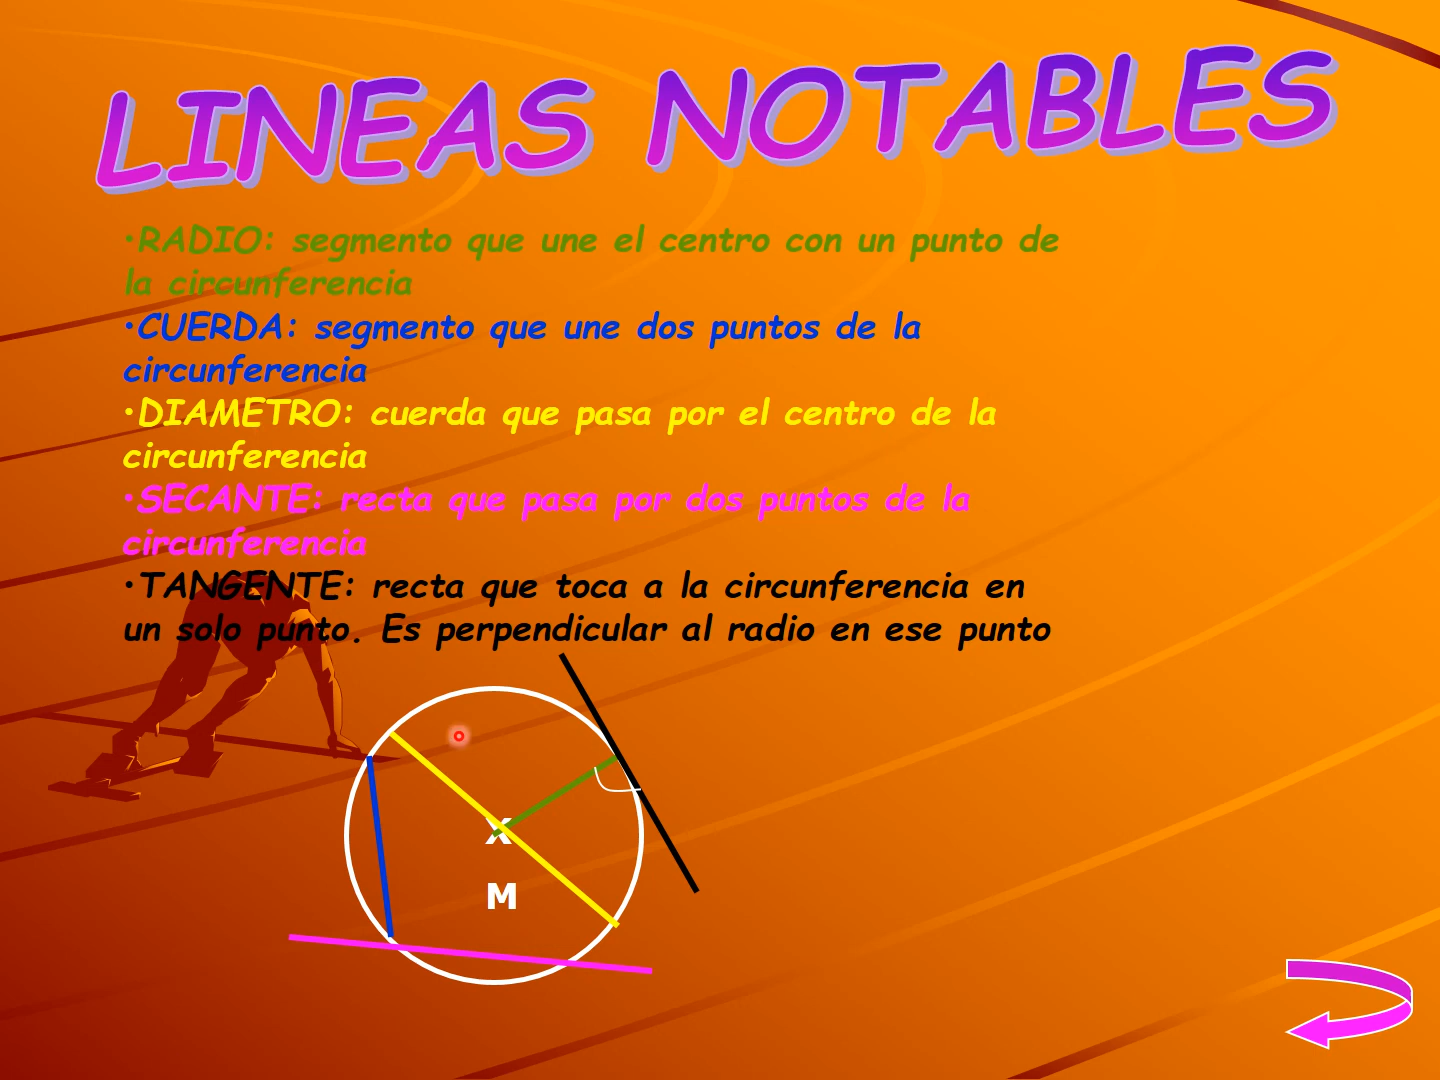 LINEAS NOTABLES
•RADIO: segmento que une el centro con un punto de
la circunferencia
•CUERDA: segmento que une dos puntos de la
circunferencia
•DIAMETRO: cuerda que pasa por el centro de la
circunferencia
•SECANTE: recta que pasa por dos puntos de la
circunferencia
•TANGENTE: recta que toca a la circunferencia en
un solo punto. Es perpendicular al radio en ese punto
X
M